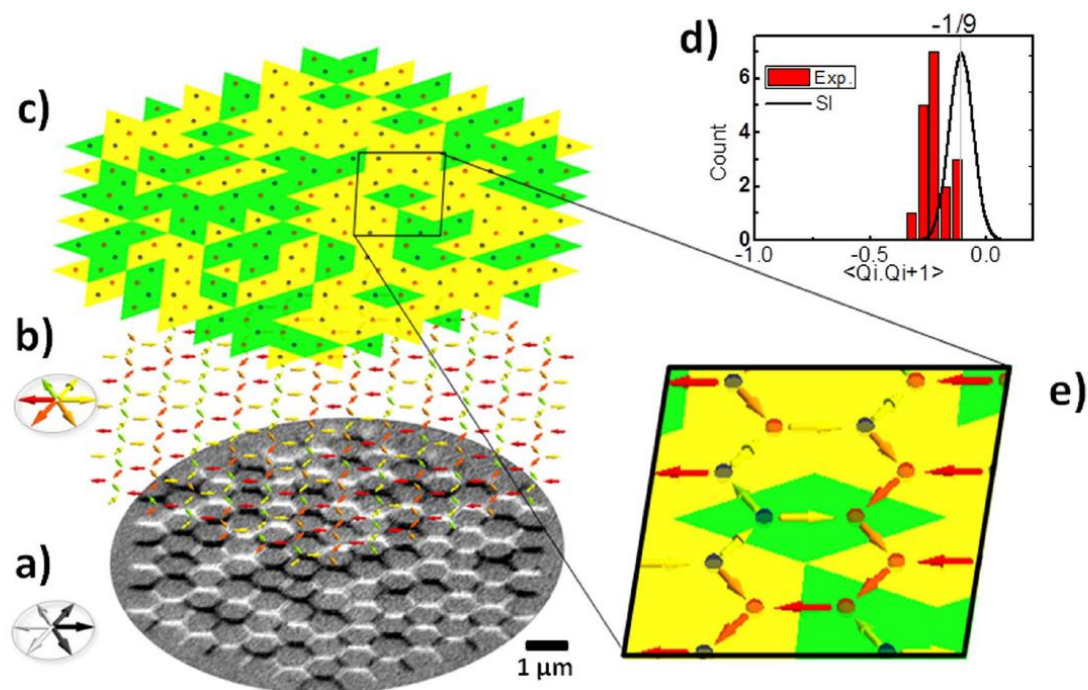 d)
-1/9
6
4
2
0
Count
Exp.
SI
-1.0
-0.5
0.0
<Qi.Qi+1>
c)
b)
a)
1 µm
e)